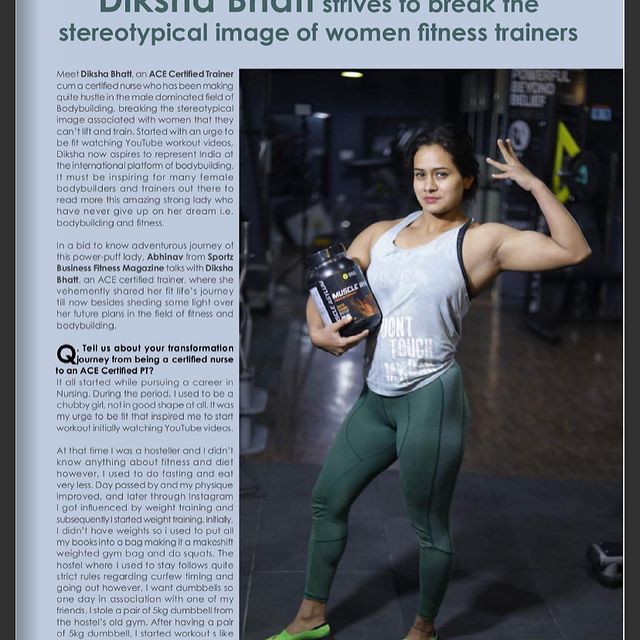 Diksha Bhatt strives to break the
stereotypical image of women fitness trainers
Meet Diksha Bhatt, an ACE Certified Trainer
cum a certified nurse who has been making
quite hustle in the male dominated field of
Bodybuilding, breaking the stereotypical
image associated with women that they
can't lift and train. Started with an urge to
be fit watching YouTube workout videos,
Diksha now aspires to represent India at
the international platform of bodybuilding.
It must be inspiring for many female
bodybuilders and trainers out there to
read more this amazing strong lady who
have never give up on her dream i.e.
bodybuilding and fitness.
In a bid to know adventurous journey of
this power-puff lady, Abhinav from Sportz
Business Fitness Magazine talks with Diksha
Bhatt, an ACE certified trainer, where she
vehemently shared her fit life's journey
till now besides sheding some light over
her future plans in the field of fitness and
bodybuilding.
Q. Tell us about your transformation
journey from being a certified nurse
to an ACE Certified PT?
It all started while pursuing a career in
Nursing. During the period, I used to be a
chubby girl, not in good shape at all. It was
my urge to be fit that inspired me to start
workout initially watching YouTube videos.
At that time I was a hosteller and I didn't
know anything about fitness and diet
however, I used to do fasting and eat
very less. Day passed by and my physique
improved, and later through Instagram
I got influenced by weight training and
subsequently I started weight training. Initially,
I didn't have weights so i used to put all
my books into a bag making it a makeshift
weighted gym bag and do squats. The
hostel where I used to stay follows quite
strict rules regarding curfew timing and
going out however, I want dumbbells so
one day in association with one of my
friends, I stole a pair of 5kg dumbbell from
the hostel's old gym. After having a pair
of 5kg dumbbell, I started workout s like
POWERFUL
BEYOND
BELIEF
MUSCLE
DONT
TOUCH